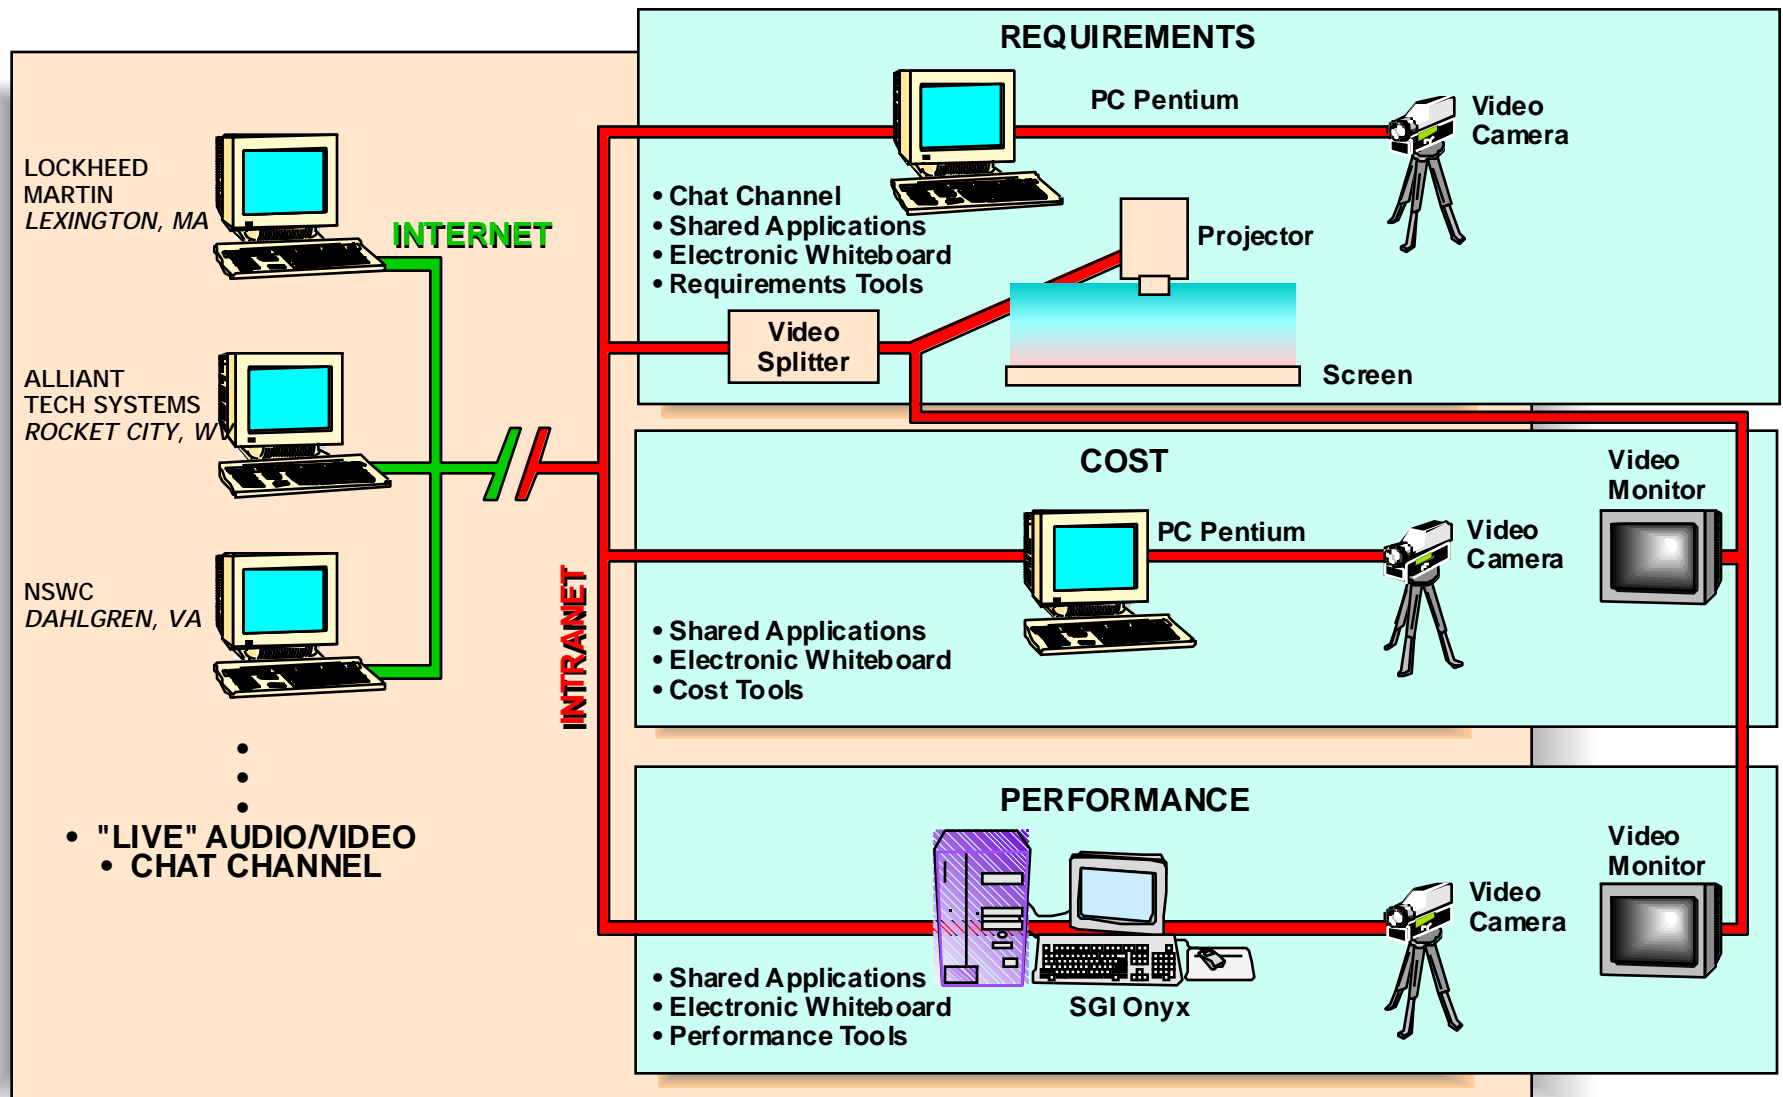 LOCKHEED
MARTIN
LEXINGTON, MA
INTERNET
ALLIANT
TECH SYSTEMS
ROCKET CITY, WV
NSWC
DAHLGREN, VA
•
•
•
• "LIVE" AUDIO/VIDEO
• CHAT CHANNEL
INTRANET
REQUIREMENTS
PC Pentium
Video
Camera
• Chat Channel
• Shared Applications
• Electronic Whiteboard
• Requirements Tools
Projector
Video
Splitter
Screen
COST
PC Pentium
Video
Camera
Video
Monitor
• Shared Applications
• Electronic Whiteboard
• Cost Tools
PERFORMANCE
Video
Camera
Video
Monitor
SGI Onyx
• Shared Applications
• Electronic Whiteboard
• Performance Tools